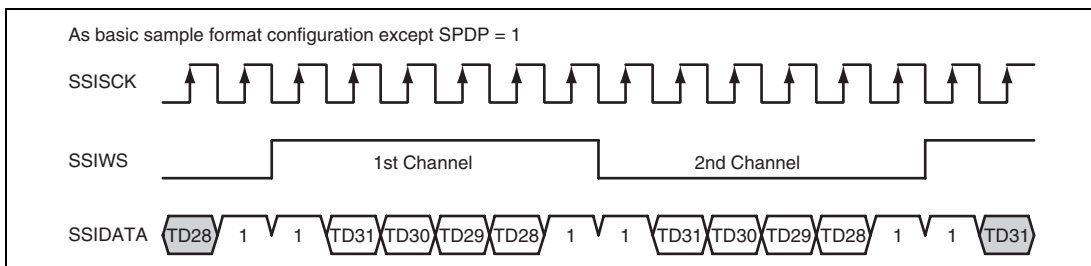 As basic sample format configuration except SPDP = 1
SSISCK
SSIWS 1st Channel 2nd Channel
SSIDATA TD28 1 1 TD31 TD30 TD29 TD28 1 1 TD31 TD30 TD29 TD28 1 1 TD31